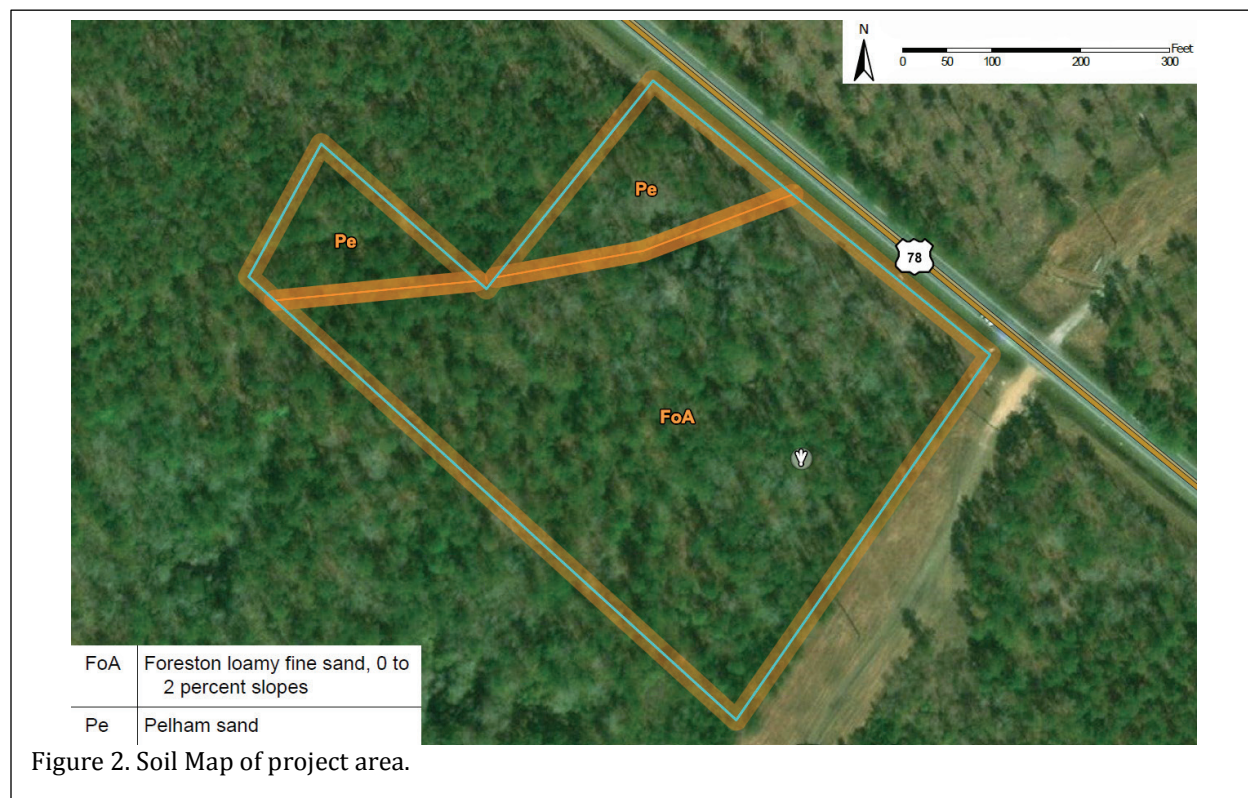 N
Feet
0 50 100 200 300
Pe
Pe
78
FoA
FoA Foreston loamy fine sand, 0 to
2 percent slopes
Pe Pelham sand
Figure 2. Soil Map of project area.